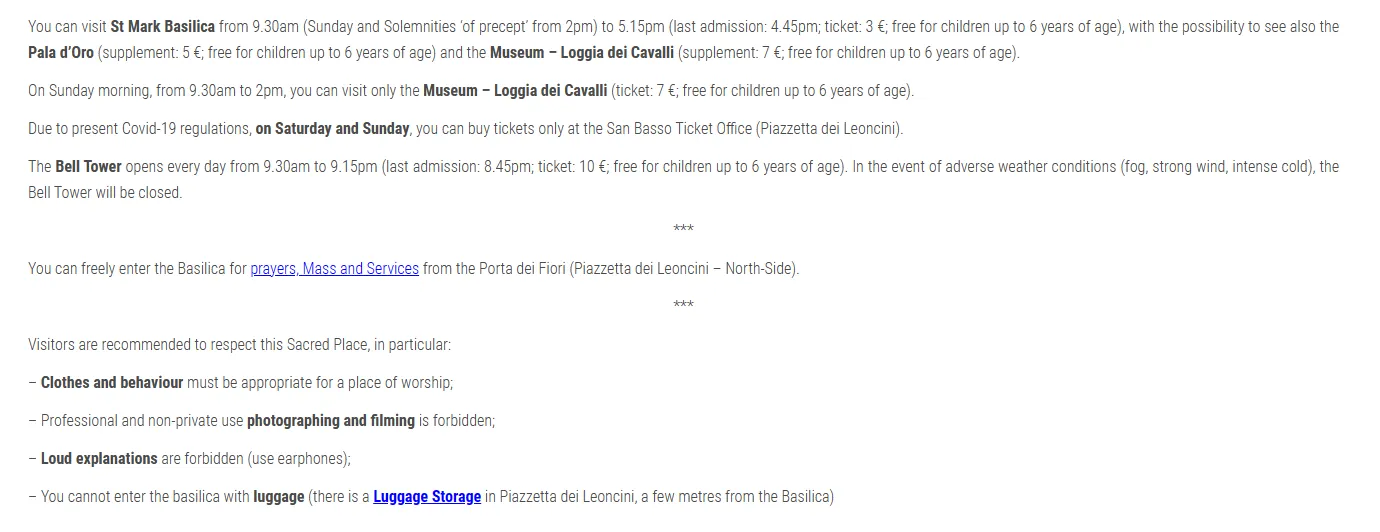 You can visit St Mark Basilica from 9.30am (Sunday and Solemnities ‘of precept’ from 2pm) to 5.15pm (last admission: 4.45pm; ticket: 3 €; free for children up to 6 years of age), with the possibility to see also the
Pala d’Oro (supplement: 5 €; free for children up to 6 years of age) and the Museum – Loggia dei Cavalli (supplement: 7 €; free for children up to 6 years of age).
On Sunday morning, from 9.30am to 2pm, you can visit only the Museum – Loggia dei Cavalli (ticket: 7 €; free for children up to 6 years of age).
Due to present Covid-19 regulations, on Saturday and Sunday, you can buy tickets only at the San Basso Ticket Office (Piazzetta dei Leoncini).
The Bell Tower opens every day from 9.30am to 9.15pm (last admission: 8.45pm; ticket: 10 €; free for children up to 6 years of age). In the event of adverse weather conditions (fog, strong wind, intense cold), the
Bell Tower will be closed.
***
You can freely enter the Basilica for prayers, Mass and Services from the Porta dei Fiori (Piazzetta dei Leoncini – North-Side).
***
Visitors are recommended to respect this Sacred Place, in particular:
– Clothes and behaviour must be appropriate for a place of worship;
– Professional and non-private use photographing and filming is forbidden;
– Loud explanations are forbidden (use earphones);
– You cannot enter the basilica with luggage (there is a Luggage Storage in Piazzetta dei Leoncini, a few metres from the Basilica)